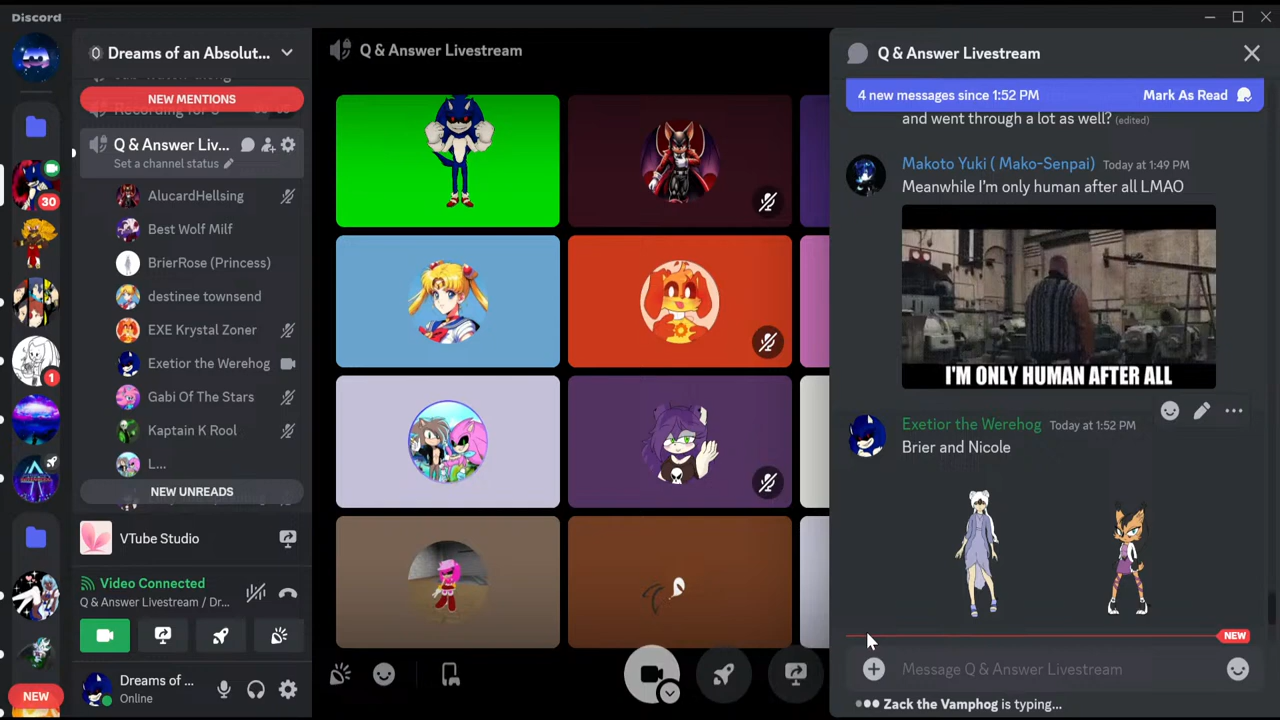 Discord
Dreams of an Absolut...
NEW MENTIONS
Q & Answer Liv...
Set a channel status
AlucardHellsing
Best Wolf Milf
BrierRose (Princess)
destinee townsend
EXE Krystal Zoner
Exetior the Werehog
Gabi Of The Stars
Kaptain K Rool
L...
NEW UNREADS
VTube Studio
Video Connected
Q & Answer Livestream / Dr...
Dreams of ...
Online
30
1
NEW
Q & Answer Livestream
Q & Answer Livestream
4 new messages since 1:52 PM Mark As Read
and went through a lot as well? (edited)
Makoto Yuki ( Mako-Senpai) Today at 1:49 PM
Meanwhile I'm only human after all LMAO
I'M ONLY HUMAN AFTER ALL
Exetior the Werehog Today at 1:52 PM
Brier and Nicole
NEW
Message Q & Answer Livestream
Zack the Vamphog is typing...